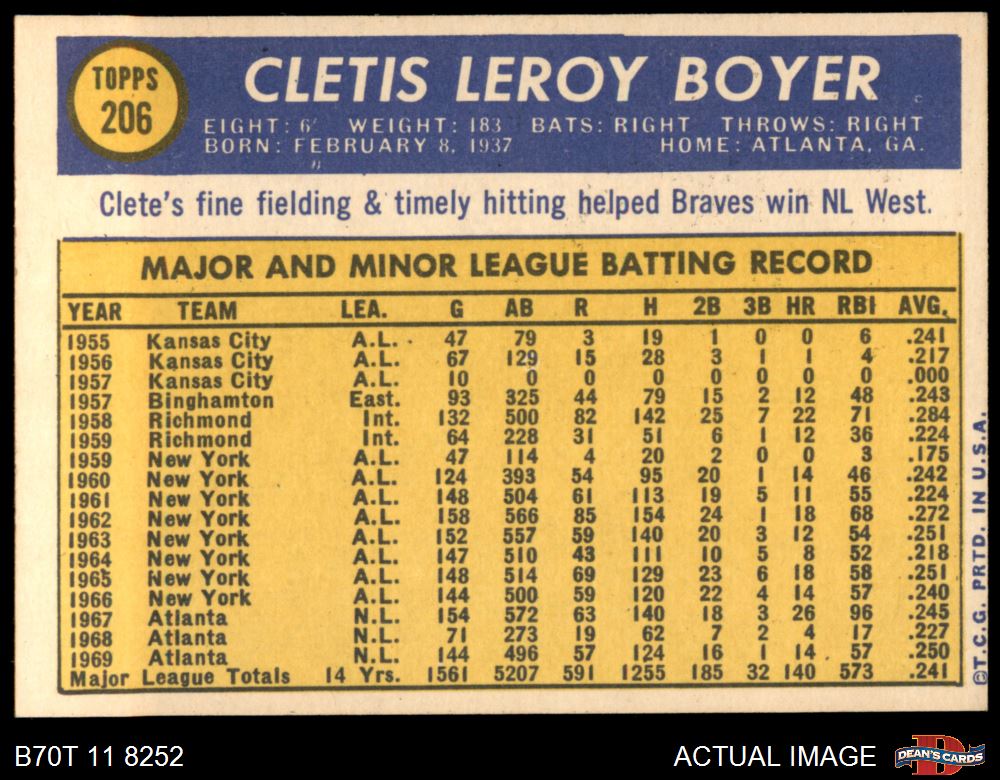 TOPPS
206
CLETIS LEROY BOYER
EIGHT: 6' WEIGHT: 183 BATS: RIGHT THROWS: RIGHT
BORN: FEBRUARY 8, 1937 HOME: ATLANTA, GA.
Clete's fine fielding & timely hitting helped Braves win NL West.
MAJOR AND MINOR LEAGUE BATTING RECORD
YEAR TEAM LEA. G AB R H 2B 3B HR RBI AVG.
1955 Kansas City A.L. 47 79 3 19 1 0 0 6 .241
1956 Kansas City A.L. 67 129 15 28 3 1 1 4 .217
1957 Kansas City A.L. 10 0 0 0 0 0 0 0 .000
1957 Binghamton East. 93 325 44 79 15 2 12 48 .243
1958 Richmond Int. 132 500 82 142 25 7 22 71 .284
1959 Richmond Int. 64 228 31 51 6 1 12 36 .224
1959 New York A.L. 47 114 4 20 2 0 0 3 .175
1960 New York A.L. 124 393 54 95 20 1 14 46 .242
1961 New York A.L. 148 504 61 113 19 5 11 55 .224
1962 New York A.L. 158 566 85 154 24 1 18 68 .272
1963 New York A.L. 152 557 59 140 20 3 12 54 .251
1964 New York A.L. 147 510 43 111 10 5 8 52 .218
1965 New York A.L. 148 514 69 129 23 6 18 58 .251
1966 New York A.L. 144 500 59 120 22 4 14 57 .240
1967 Atlanta N.L. 154 572 63 140 18 3 26 96 .245
1968 Atlanta N.L. 71 273 19 62 7 2 4 17 .227
1969 Atlanta N.L. 144 496 57 124 16 1 14 57 .250
Major League Totals 14 Yrs. 1561 5207 591 1255 185 32 140 573 .241
©T.C.G. PRTD. IN U.S.A.
B70T 11 8252 ACTUAL IMAGE
DEAN'S CARDS